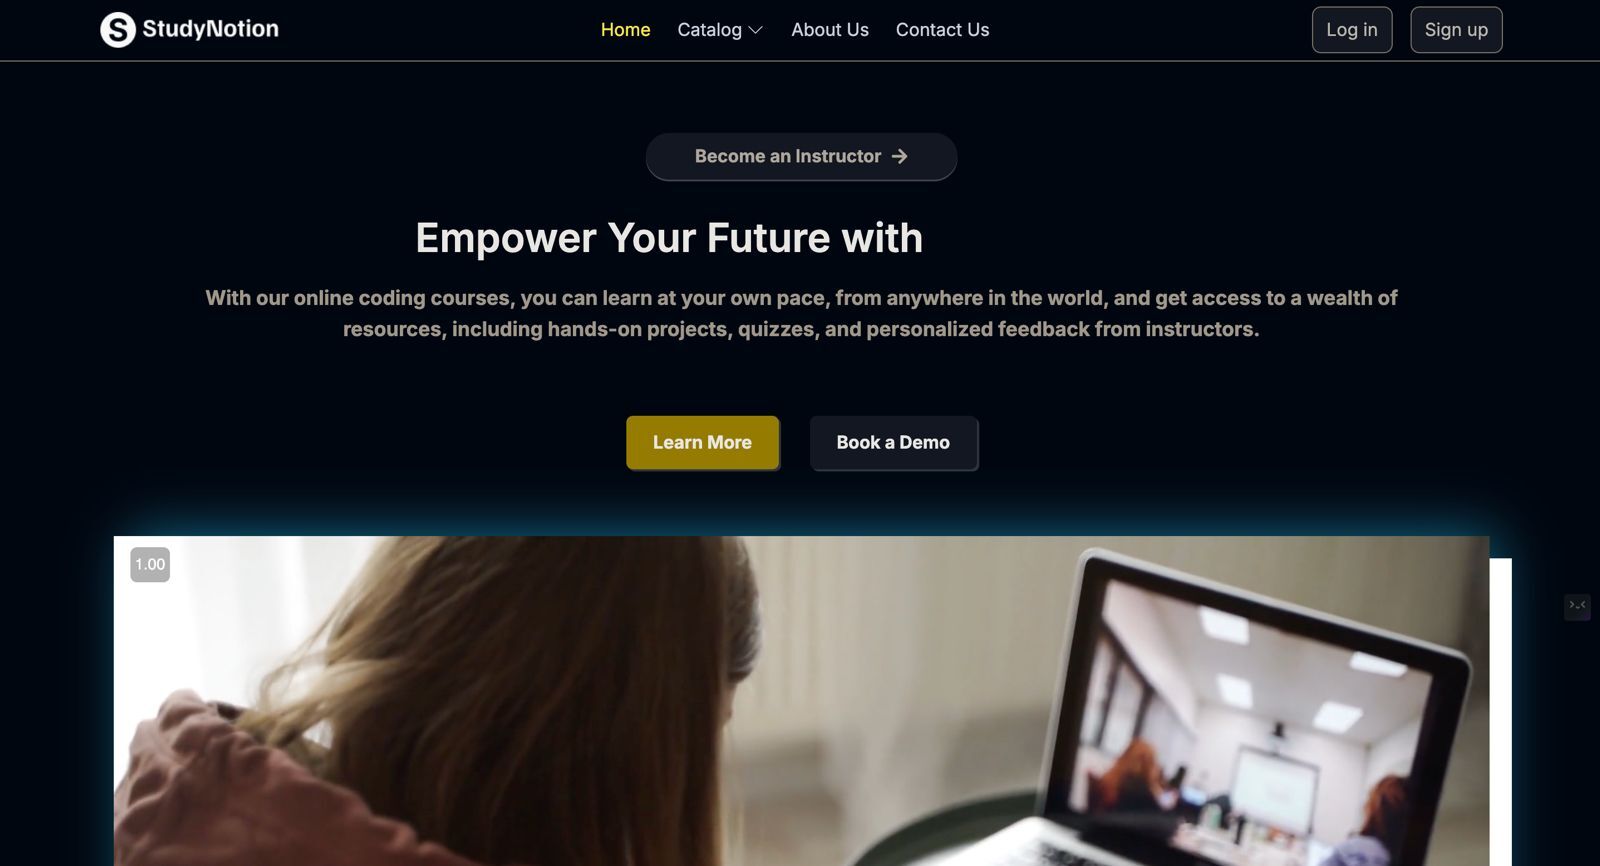 StudyNotion
Home Catalog About Us Contact Us Log in Sign up
Become an Instructor →
Empower Your Future with
With our online coding courses, you can learn at your own pace, from anywhere in the world, and get access to a wealth of
resources, including hands-on projects, quizzes, and personalized feedback from instructors.
Learn More Book a Demo
1.00